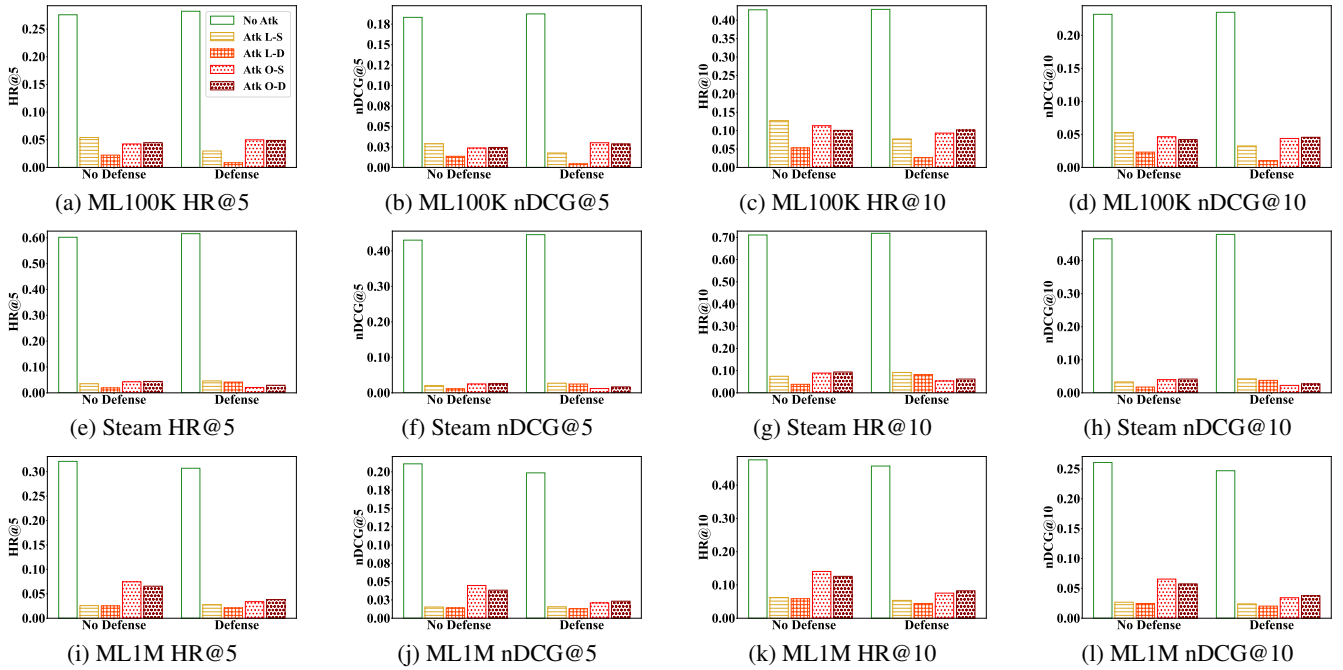 HR@5
0.25
0.20
0.15
0.10
0.05
0.00
No Defense
Defense
No Atk
Atk L-S
Atk L-D
Atk O-S
Atk O-D
(a) ML100K HR@5
nDCG@5
0.18
0.15
0.12
0.10
0.08
0.05
0.03
0.00
No Defense
Defense
(b) ML100K nDCG@5
HR@10
0.40
0.35
0.30
0.25
0.20
0.15
0.10
0.05
0.00
No Defense
Defense
(c) ML100K HR@10
nDCG@10
0.20
0.15
0.10
0.05
0.00
No Defense
Defense
(d) ML100K nDCG@10
HR@5
0.60
0.50
0.40
0.30
0.20
0.10
0.00
No Defense
Defense
(e) Steam HR@5
nDCG@5
0.40
0.30
0.20
0.10
0.00
No Defense
Defense
(f) Steam nDCG@5
HR@10
0.70
0.60
0.50
0.40
0.30
0.20
0.10
0.00
No Defense
Defense
(g) Steam HR@10
nDCG@10
0.40
0.30
0.20
0.10
0.00
No Defense
Defense
(h) Steam nDCG@10
HR@5
0.30
0.25
0.20
0.15
0.10
0.05
0.00
No Defense
Defense
(i) ML1M HR@5
nDCG@5
0.20
0.18
0.15
0.12
0.10
0.08
0.05
0.03
0.00
No Defense
Defense
(j) ML1M nDCG@5
HR@10
0.40
0.30
0.20
0.10
0.00
No Defense
Defense
(k) ML1M HR@10
nDCG@10
0.25
0.20
0.15
0.10
0.05
0.00
No Defense
Defense
(l) ML1M nDCG@10